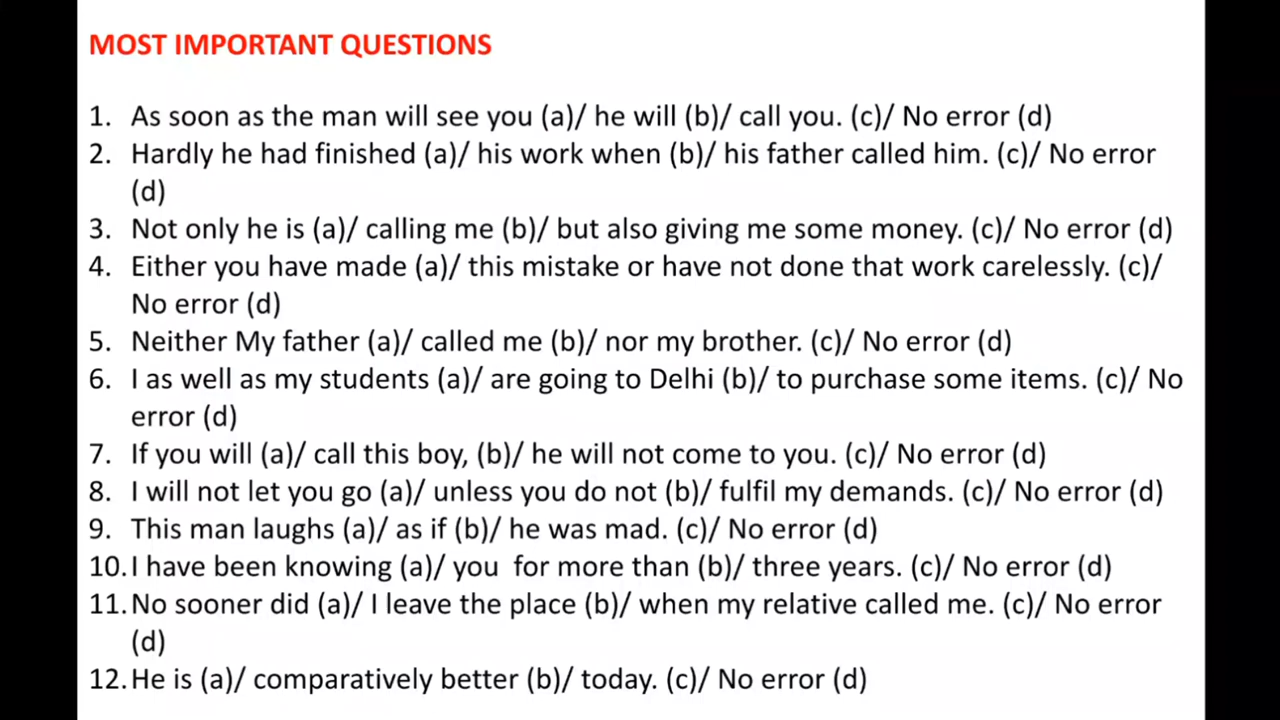 MOST IMPORTANT QUESTIONS
1. As soon as the man will see you (a)/ he will (b)/ call you. (c)/ No error (d)
2. Hardly he had finished (a)/ his work when (b)/ his father called him. (c)/ No error
(d)
3. Not only he is (a)/ calling me (b)/ but also giving me some money. (c)/ No error (d)
4. Either you have made (a)/ this mistake or have not done that work carelessly. (c)/
No error (d)
5. Neither My father (a)/ called me (b)/ nor my brother. (c)/ No error (d)
6. I as well as my students (a)/ are going to Delhi (b)/ to purchase some items. (c)/ No
error (d)
7. If you will (a)/ call this boy, (b)/ he will not come to you. (c)/ No error (d)
8. I will not let you go (a)/ unless you do not (b)/ fulfil my demands. (c)/ No error (d)
9. This man laughs (a)/ as if (b)/ he was mad. (c)/ No error (d)
10. I have been knowing (a)/ you for more than (b)/ three years. (c)/ No error (d)
11. No sooner did (a)/ I leave the place (b)/ when my relative called me. (c)/ No error
(d)
12. He is (a)/ comparatively better (b)/ today. (c)/ No error (d)